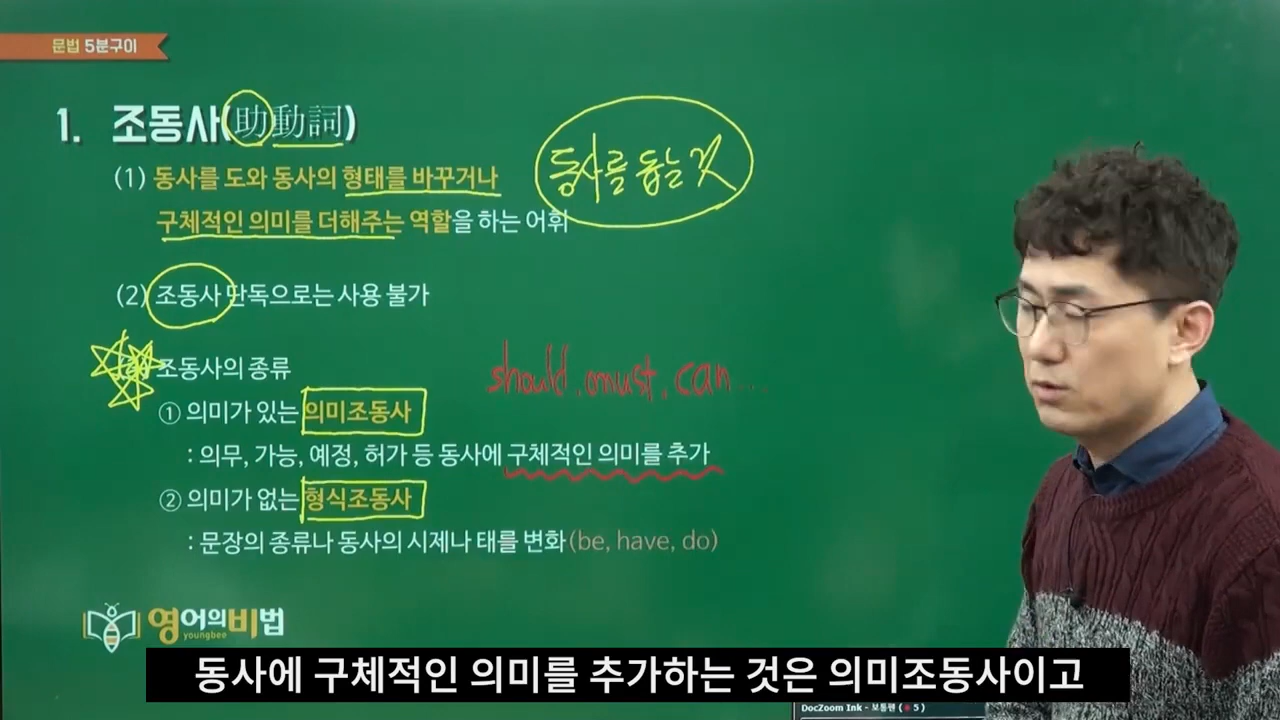 문법 5분구이
1. 조동사(助動詞)
(1) 동사를 도와 동사의 형태를 바꾸거나
구체적인 의미를 더해주는 역할을 하는 어휘
동사를 돕는 것
(2) 조동사 단독으로는 사용 불가
조동사의 종류
should, must, can ...
① 의미가 있는 의미조동사
: 의무, 가능, 예정, 허가 등 동사에 구체적인 의미를 추가
② 의미가 없는 형식조동사
: 문장의 종류나 동사의 시제나 태를 변화(be, have, do)
영어의비법
youngbee
동사에 구체적인 의미를 추가하는 것은 의미조동사이고
DocZoom Ink - 보통펜 ( 5 )